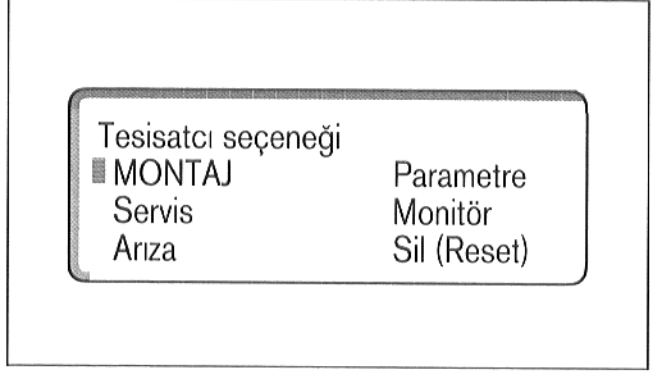 Tesisatcı seçeneği
MONTAJ Parametre
Servis Monitör
Arıza Sil (Reset)